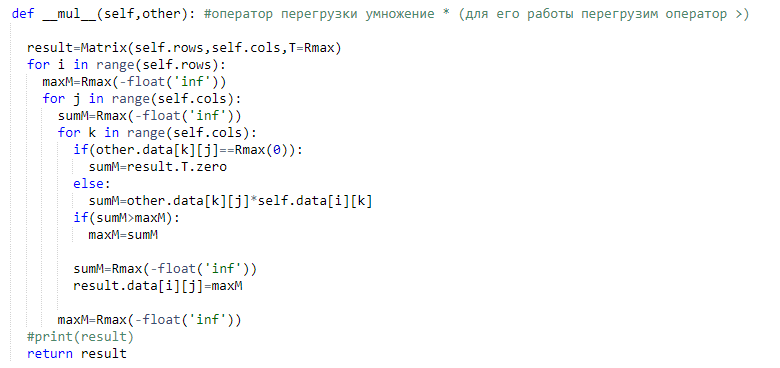 def __mul__(self,other): #оператор перегрузки умножение * (для его работы перегрузим оператор >)
result=Matrix(self.rows,self.cols,T=Rmax)
for i in range(self.rows):
maxM=Rmax(-float('inf'))
for j in range(self.cols):
sumM=Rmax(-float('inf'))
for k in range(self.cols):
if(other.data[k][j]==Rmax(0)):
sumM=result.T.zero
else:
sumM=other.data[k][j]*self.data[i][k]
if(sumM>maxM):
maxM=sumM
sumM=Rmax(-float('inf'))
result.data[i][j]=maxM
maxM=Rmax(-float('inf'))
#print(result)
return result